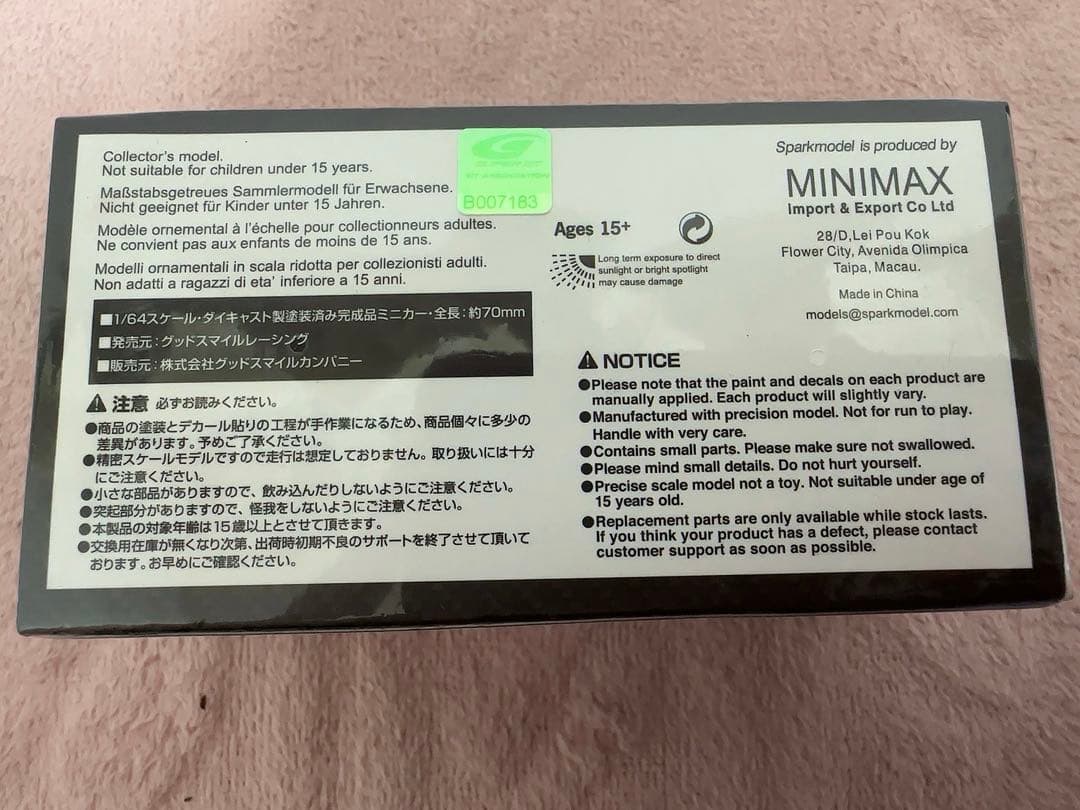 Collector's model.
Not suitable for children under 15 years.
Maßstabsgetreues Sammlermodell für Erwachsene.
Nicht geeignet für Kinder unter 15 Jahren.
Modèle ornemental à l'échelle pour collectionneurs adultes.
Ne convient pas aux enfants de moins de 15 ans.
Modelli ornamentali in scala ridotta per collezionisti adulti.
Non adatti a ragazzi di eta' inferiore a 15 anni.
■1/64スケール・ダイキャスト製塗装済み完成品ミニカー・全長：約70mm
■発売元：グッドスマイルレーシング
■販売元：株式会社グッドスマイルカンパニー
注意 必ずお読みください。
●商品の塗装とデカール貼りの工程が手作業になるため、商品個々に多少の
差異があります。予めご了承ください。
●精密スケールモデルですので走行は想定しておりません。取り扱いには十分
にご注意ください。
●小さな部品がありますので、飲み込んだりしないようにご注意ください。
●突起部分がありますので、怪我をしないようにご注意ください。
●本製品の対象年齢は15歳以上とさせて頂きます。
●交換用在庫が無くなり次第、出荷時初期不良のサポートを終了させて頂いて
おります。お早めにご確認ください。
SUPER GT
GT ASSOCIATION
B007183
Ages 15+
Long term exposure to direct
sunlight or bright spotlight
may cause damage
Sparkmodel is produced by
MINIMAX
Import & Export Co Ltd
28/D,Lei Pou Kok
Flower City, Avenida Olimpica
Taipa, Macau.
Made in China
models@sparkmodel.com
NOTICE
●Please note that the paint and decals on each product are
manually applied. Each product will slightly vary.
●Manufactured with precision model. Not for run to play.
Handle with very care.
●Contains small parts. Please make sure not swallowed.
●Please mind small details. Do not hurt yourself.
●Precise scale model not a toy. Not suitable under age of
15 years old.
●Replacement parts are only available while stock lasts.
If you think your product has a defect, please contact
customer support as soon as possible.